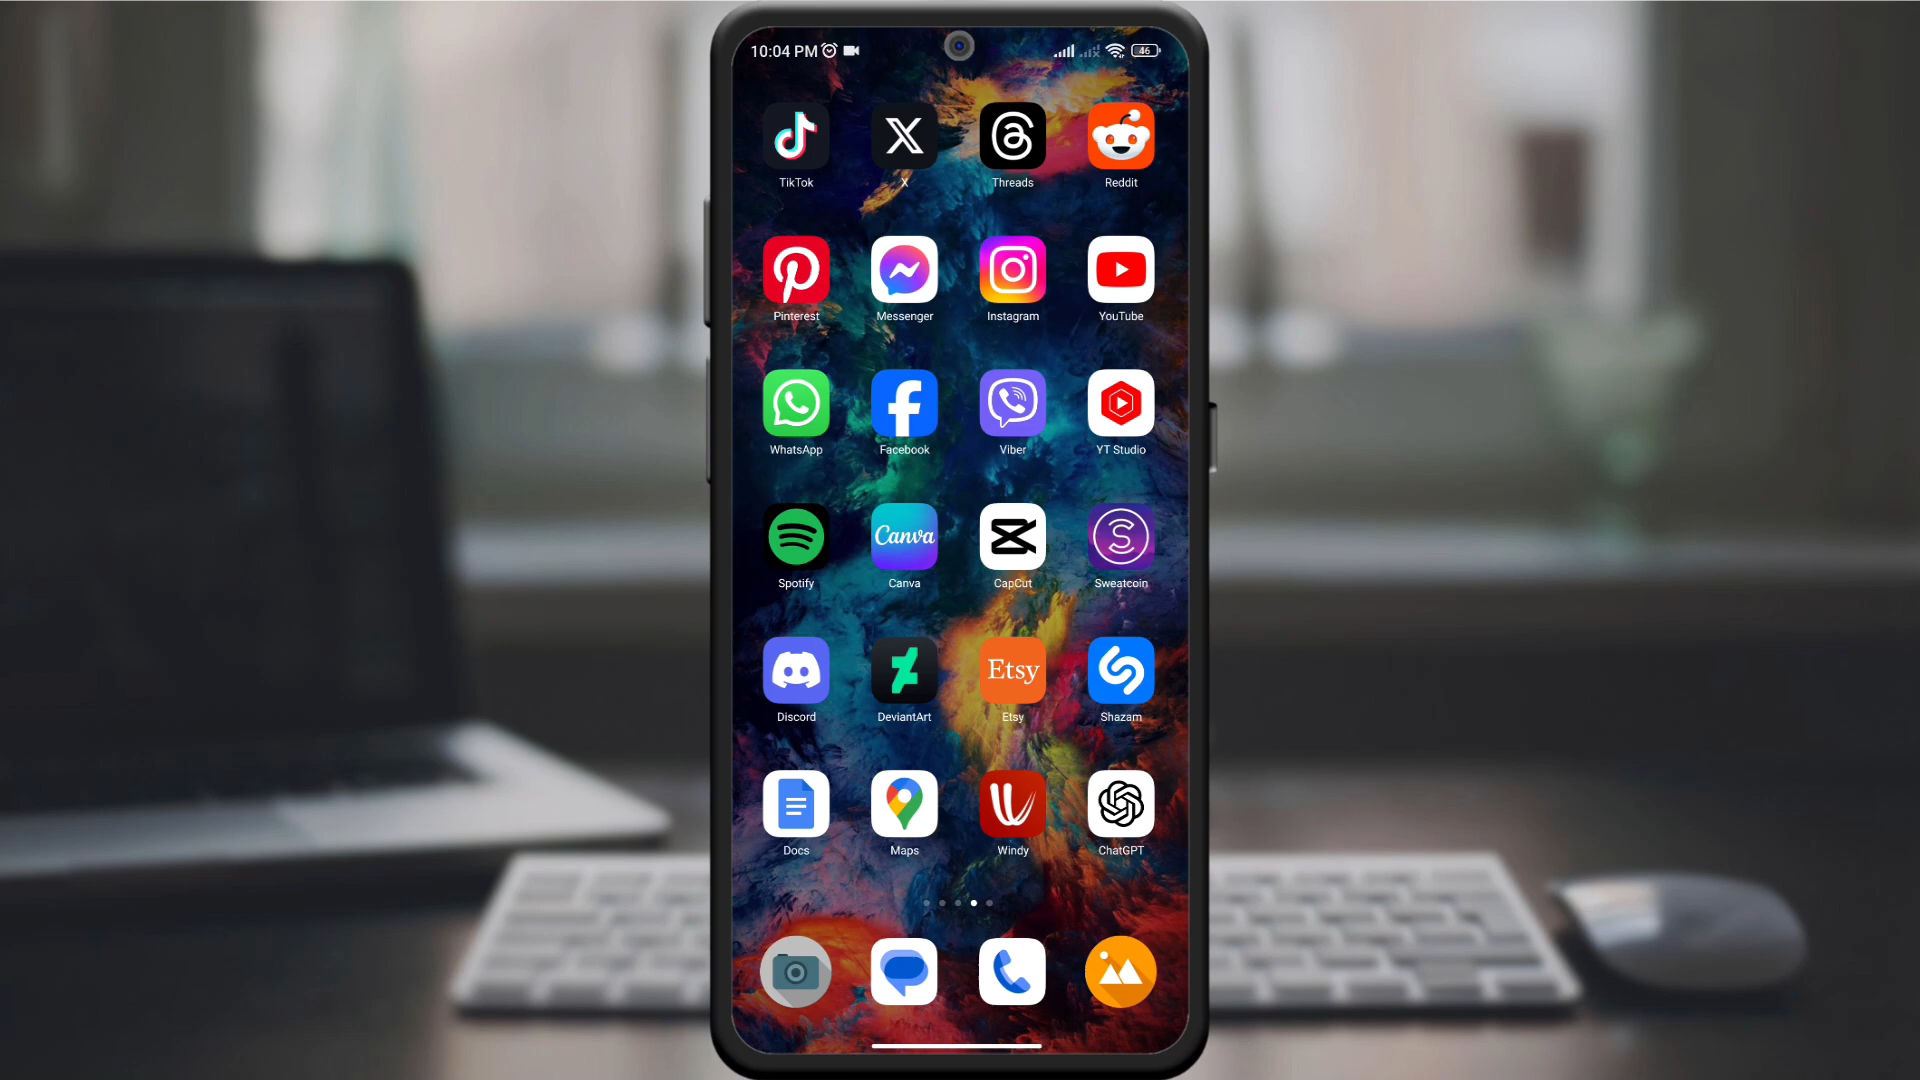 10:04 PM 46
TikTok X Threads Reddit
Pinterest Messenger Instagram YouTube
WhatsApp Facebook Viber YT Studio
Canva
Spotify Canva CapCut Sweatcoin
Etsy
Discord DeviantArt Etsy Shazam
Docs Maps Windy ChatGPT